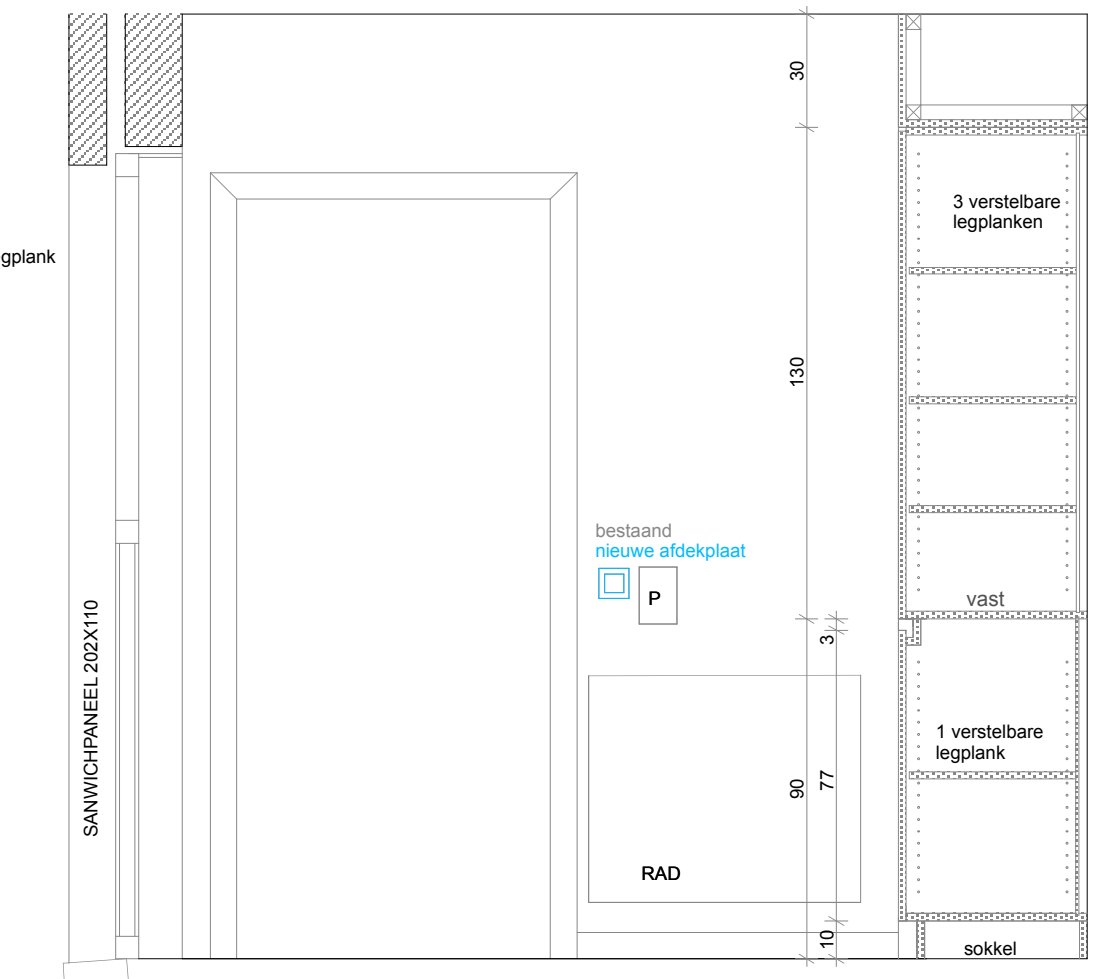 30
3 verstelbare
legplanken
gplank
130
bestaand
nieuwe afdekplaat
P
vast
3
SANWICHPANEEL 202X110
1 verstelbare
legplank
90
77
RAD
10
sokkel